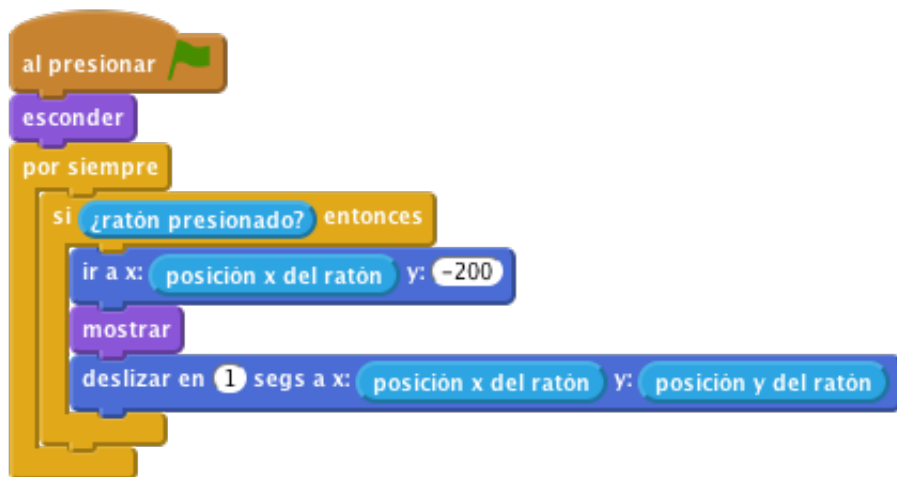 al presionar
esconder
por siempre
si ¿ratón presionado? entonces
ir a x: posición x del ratón y: -200
mostrar
deslizar en 1 segs a x: posición x del ratón y: posición y del ratón